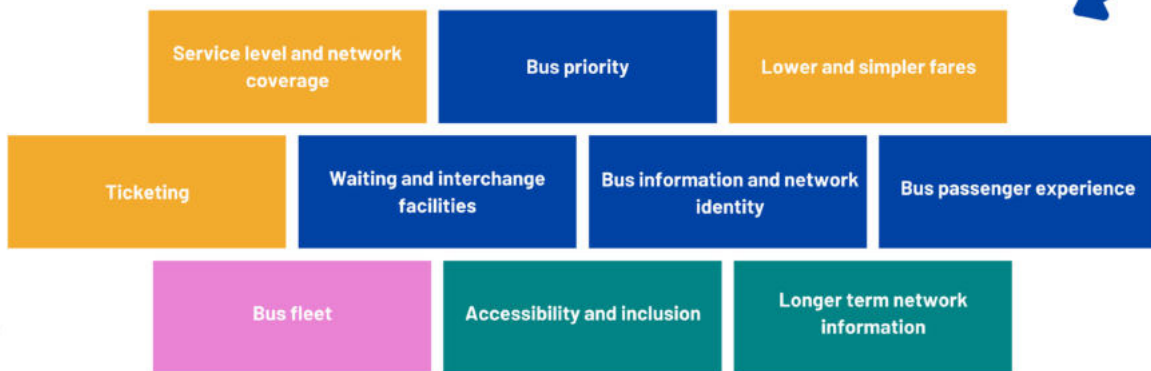 Service level and network
coverage
Bus priority
Lower and simpler fares
Ticketing
Waiting and interchange
facilities
Bus information and network
identity
Bus passenger experience
Bus fleet
Accessibility and inclusion
Longer term network
information